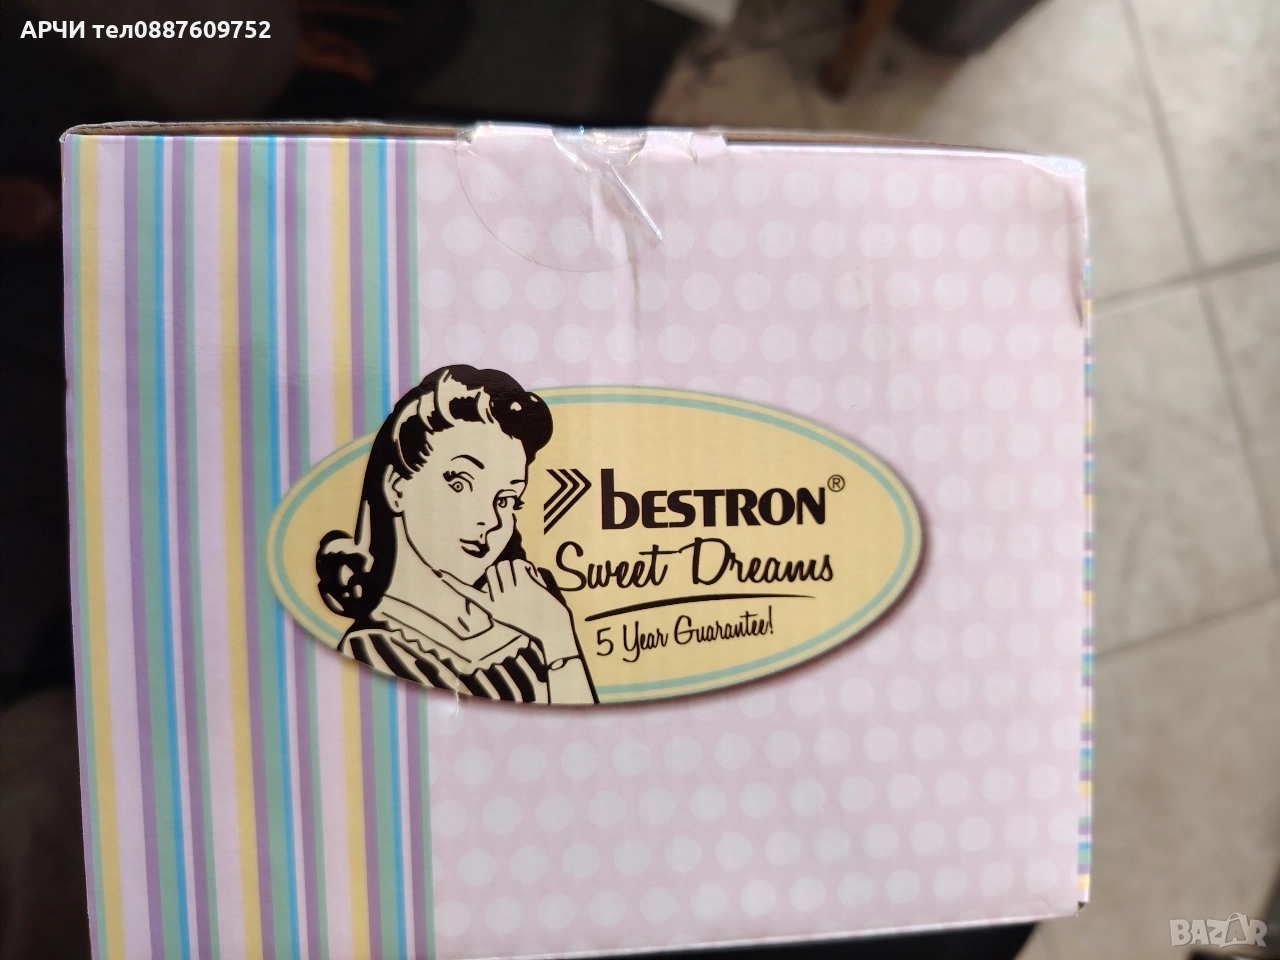 АРЧИ тел0887609752
bESTRON®
Sweet Dreams
5 Year Guarantee!
BAZAR